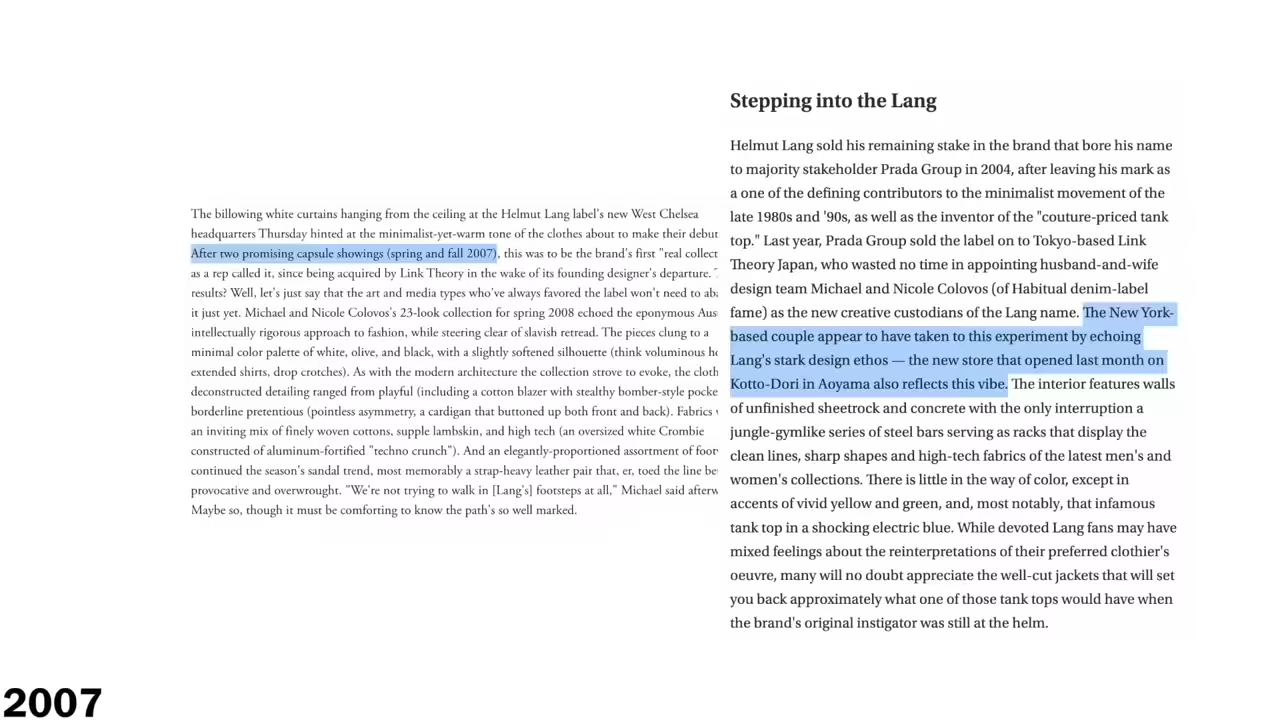 The billowing white curtains hanging from the ceiling at the Helmut Lang label's new West Chelsea
headquarters Thursday hinted at the minimalist-yet-warm tone of the clothes about to make their debut
After two promising capsule showings (spring and fall 2007), this was to be the brand's first "real collect
as a rep called it, since being acquired by Link Theory in the wake of its founding designer's departure.
results? Well, let's just say that the art and media types who've always favored the label won't need to
it just yet. Michael and Nicole Colovos's 23-look collection for spring 2008 echoed the eponymous
intellectually rigorous approach to fashion, while steering clear of slavish retread. The pieces clung to a
minimal color palette of white, olive, and black, with a slightly softened silhouette (think voluminous
extended shirts, drop crotches). As with the modern architecture the collection strove to evoke, the cloth
deconstructed detailing ranged from playful (including a cotton blazer with stealthy bomber-style pocke
borderline pretentious (pointless asymmetry, a cardigan that buttoned up both front and back). Fabrics
an inviting mix of finely woven cottons, supple lambskin, and high tech (an oversized white Crombie
constructed of aluminum-fortified "techno crunch"). And an elegantly-proportioned assortment of foot
continued the season's sandal trend, most memorably a strap-heavy leather pair that, er, toed the line be
provocative and overwrought. "We're not trying to walk in [Lang's] footsteps at all," Michael said afterw
Maybe so, though it must be comforting to know the path's so well marked.
Stepping into the Lang
Helmut Lang sold his remaining stake in the brand that bore his name
to majority stakeholder Prada Group in 2004, after leaving his mark as
a one of the defining contributors to the minimalist movement of the
late 1980s and '90s, as well as the inventor of the "couture-priced tank
top." Last year, Prada Group sold the label on to Tokyo-based Link
Theory Japan, who wasted no time in appointing husband-and-wife
design team Michael and Nicole Colovos (of Habitual denim-label
fame) as the new creative custodians of the Lang name. The New York-
based couple appear to have taken to this experiment by echoing
Lang's stark design ethos — the new store that opened last month on
Kotto-Dori in Aoyama also reflects this vibe. The interior features walls
of unfinished sheetrock and concrete with the only interruption a
jungle-gymlike series of steel bars serving as racks that display the
clean lines, sharp shapes and high-tech fabrics of the latest men's and
women's collections. There is little in the way of color, except in
accents of vivid yellow and green, and, most notably, that infamous
tank top in a shocking electric blue. While devoted Lang fans may have
mixed feelings about the reinterpretations of their preferred clothier's
oeuvre, many will no doubt appreciate the well-cut jackets that will set
you back approximately what one of those tank tops would have when
the brand's original instigator was still at the helm.
2007